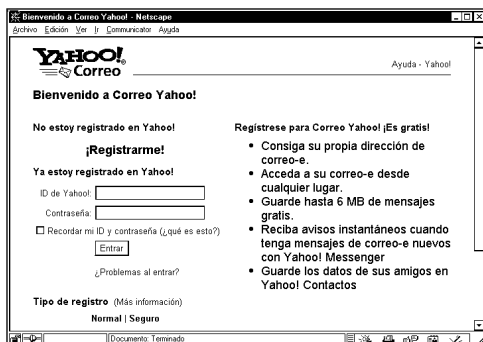 Bienvenido a Correo Yahoo! - Netscape
Archivo Edición Ver Ir Communicator Ayuda
YAHOO!
Correo
Ayuda - Yahoo!
Bienvenido a Correo Yahoo!
No estoy registrado en Yahoo!
¡Registrarme!
Ya estoy registrado en Yahoo!
ID de Yahoo!:
Contraseña:
Recordar mi ID y contraseña (¿qué es esto?)
Entrar
¿Problemas al entrar?
Tipo de registro (Más información)
Normal | Seguro
Regístrese para Correo Yahoo! ¡Es gratis!
• Consiga su propia dirección de
correo-e.
• Acceda a su correo-e desde
cualquier lugar.
• Guarde hasta 6 MB de mensajes
gratis.
• Reciba avisos instantáneos cuando
tenga mensajes de correo-e nuevos
con Yahoo! Messenger
• Guarde los datos de sus amigos en
Yahoo! Contactos
Documento: Terminado